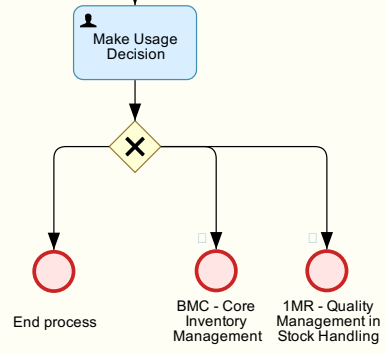 Make Usage
Decision
End process
BMC - Core
Inventory
Management
1MR - Quality
Management in
Stock Handling